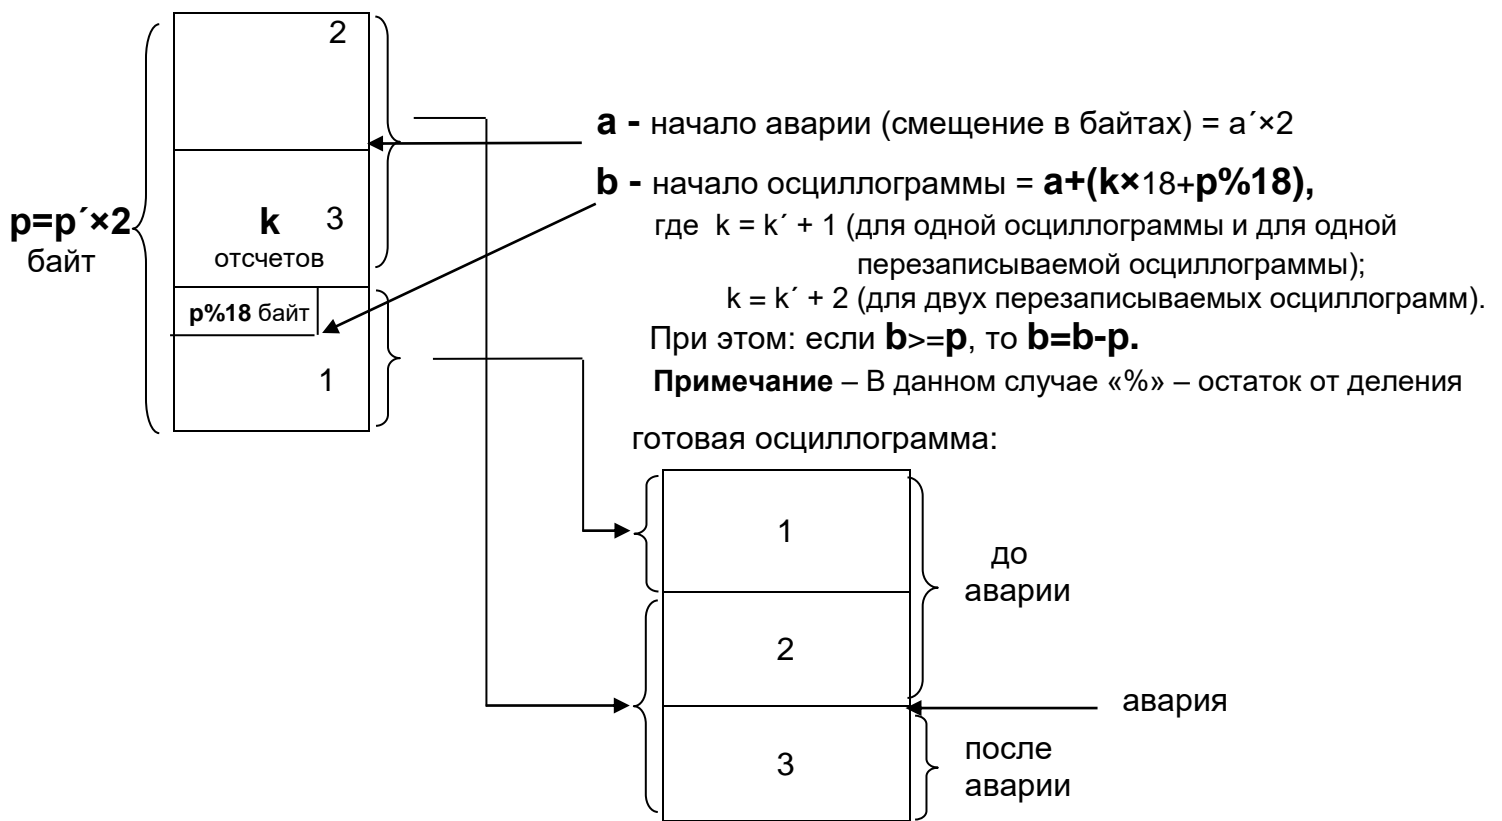 2
a - начало аварии (смещение в байтах) = a´×2
b - начало осциллограммы = a+(k×18+p%18),
p=p´×2
байт
k 3
отсчетов
где k = k´ + 1 (для одной осциллограммы и для одной
перезаписываемой осциллограммы);
k = k´ + 2 (для двух перезаписываемых осциллограмм).
p%18 байт
При этом: если b>=p, то b=b-p.
1
Примечание – В данном случае «%» – остаток от деления
готовая осциллограмма:
1
до
аварии
2
авария
3
после
аварии